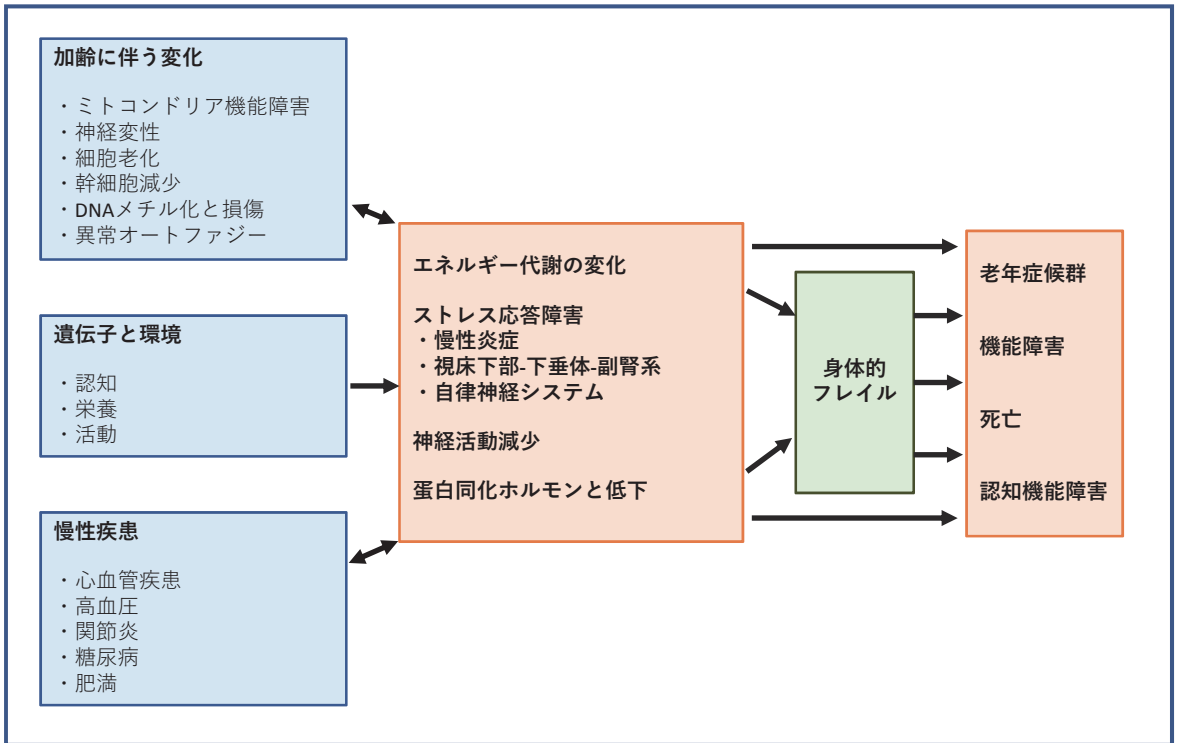 加齢に伴う変化
・ミトコンドリア機能障害
・神経変性
・細胞老化
・幹細胞減少
・DNAメチル化と損傷
・異常オートファジー
遺伝子と環境
・認知
・栄養
・活動
慢性疾患
・心血管疾患
・高血圧
・関節炎
・糖尿病
・肥満
エネルギー代謝の変化
ストレス応答障害
・慢性炎症
・視床下部-下垂体-副腎系
・自律神経システム
神経活動減少
蛋白同化ホルモンと低下
身体的
フレイル
老年症候群
機能障害
死亡
認知機能障害